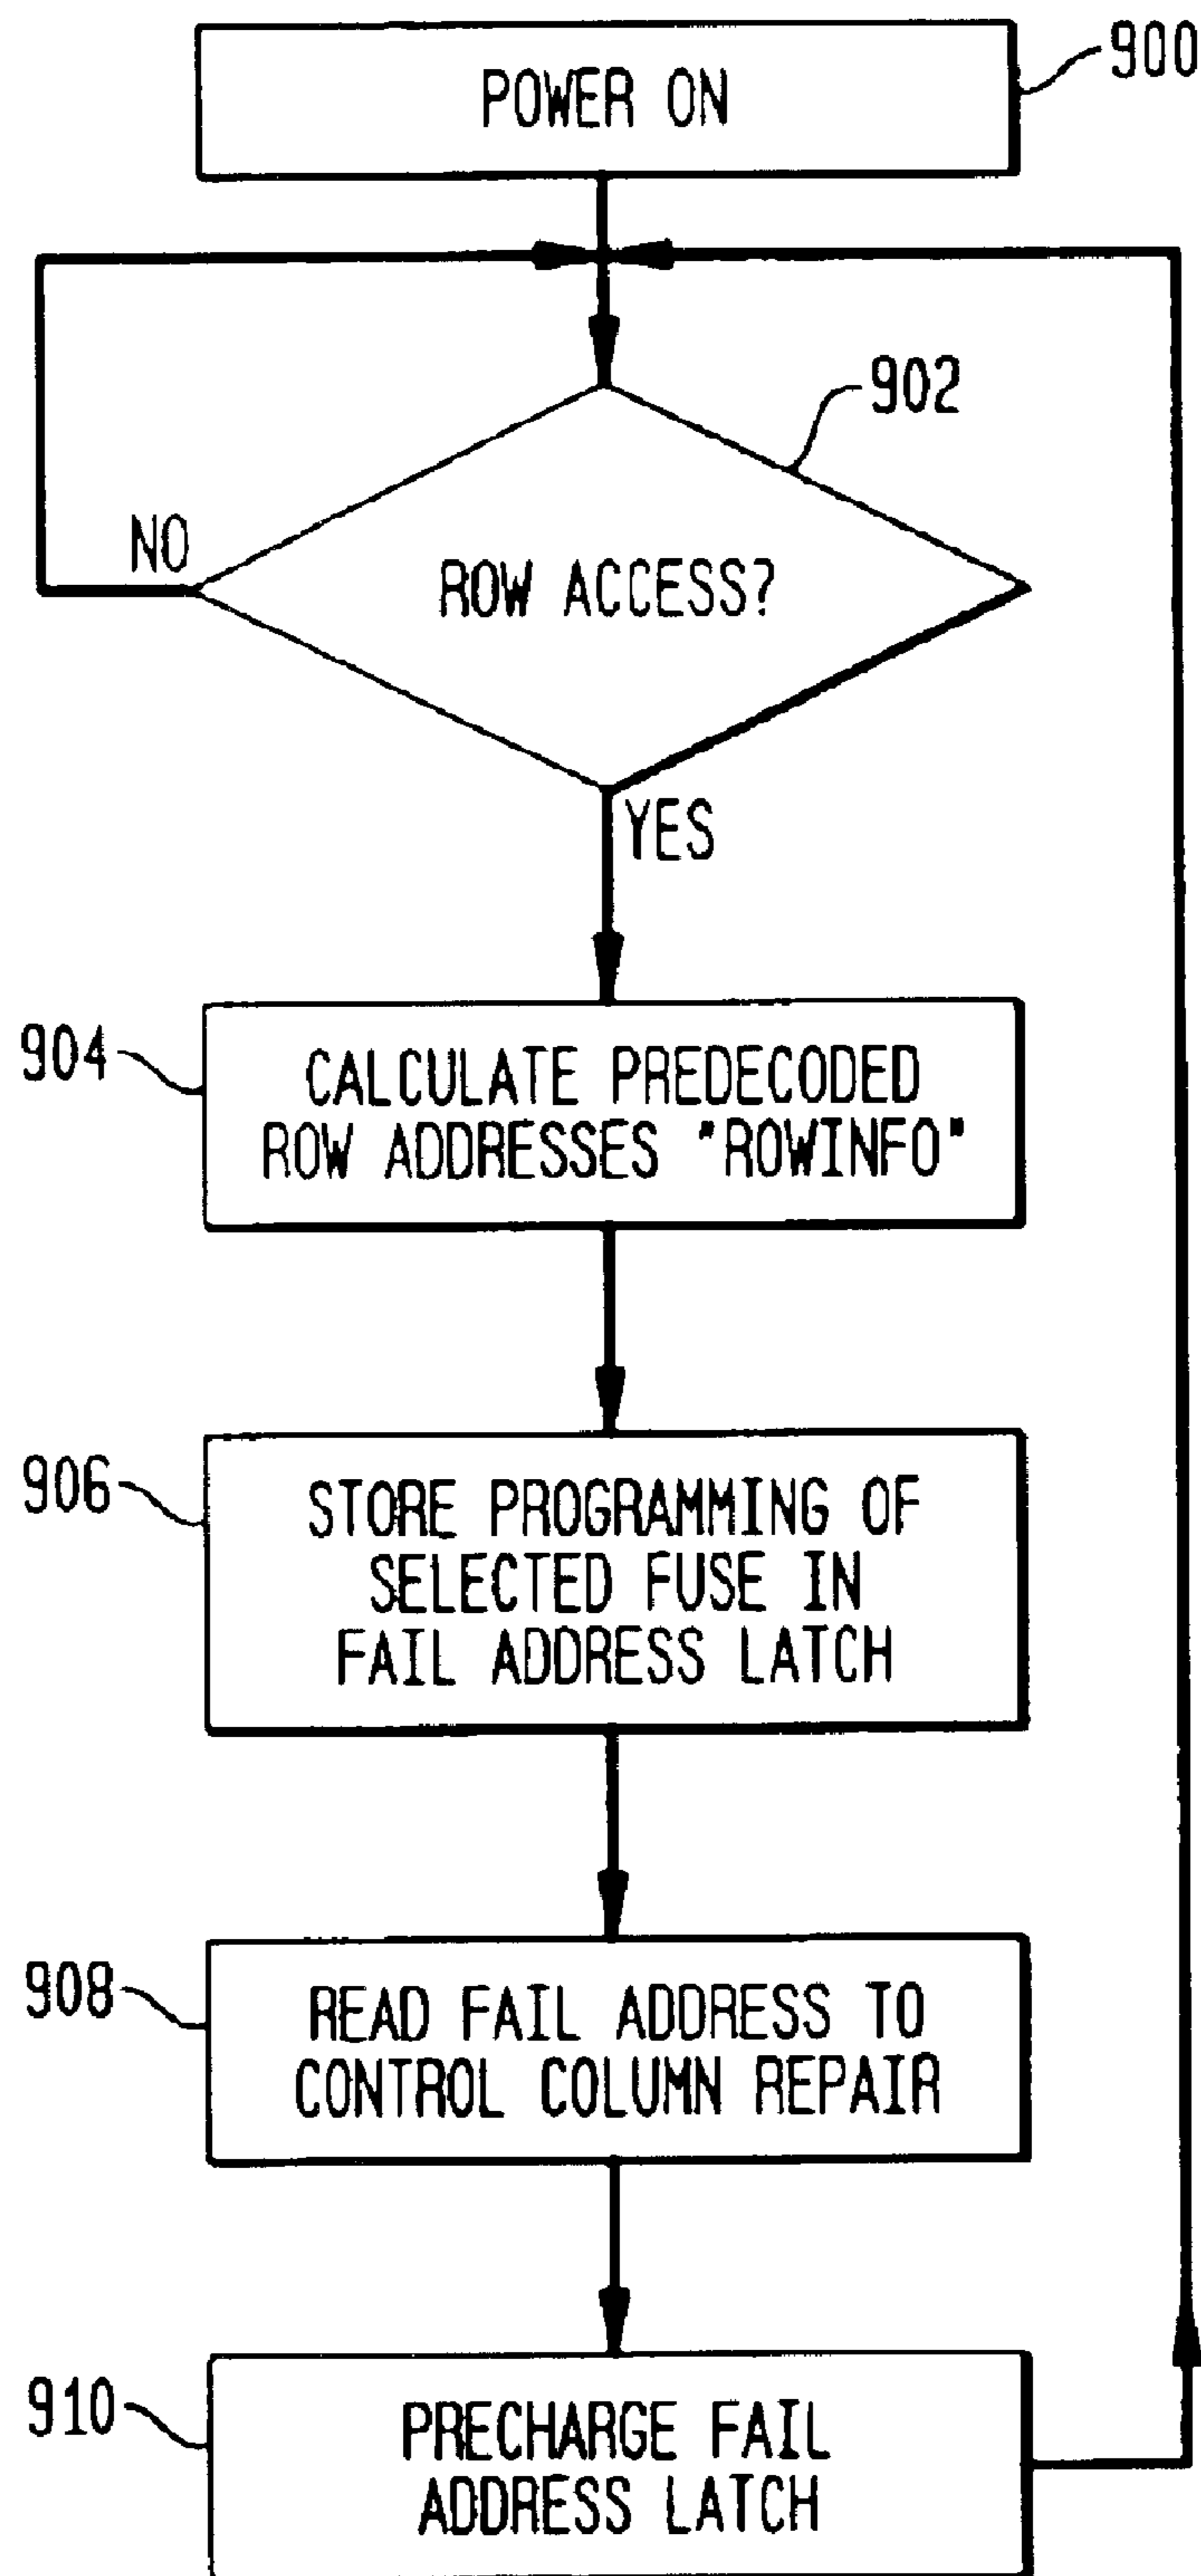 POWER ON
900
902
NO
ROW ACCESS?
YES
904
CALCULATE PREDECODED
ROW ADDRESSES "ROWINFO"
906
STORE PROGRAMMING OF
SELECTED FUSE IN
FAIL ADDRESS LATCH
908
READ FAIL ADDRESS TO
CONTROL COLUMN REPAIR
910
PRECHARGE FAIL
ADDRESS LATCH